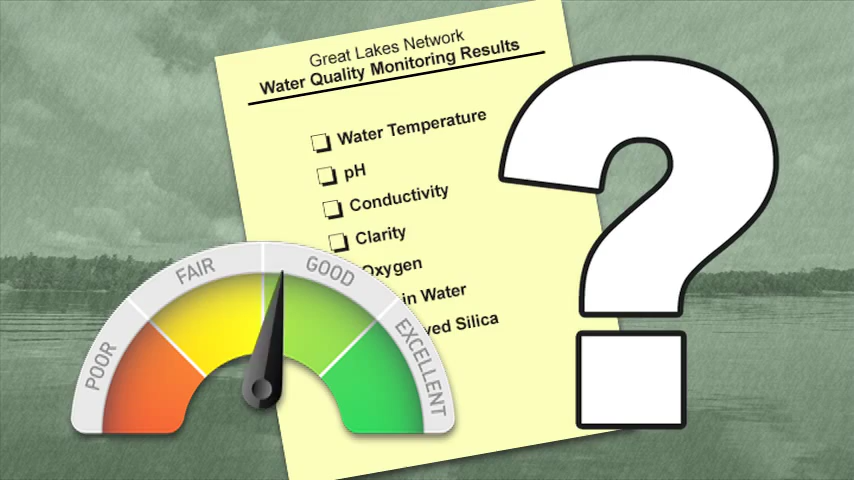 Great Lakes Network
Water Quality Monitoring Results
Water Temperature
pH
Conductivity
Clarity
Oxygen
in Water
ved Silica
POOR
FAIR
GOOD
EXCELLENT
?